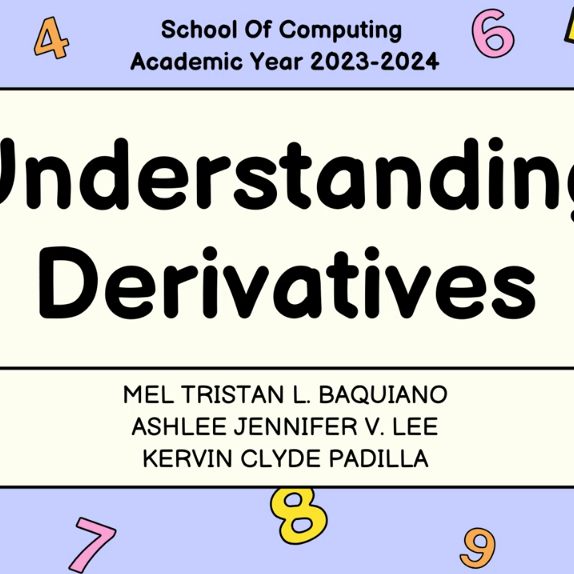 4
School Of Computing
6
Academic Year 2023-2024
Understanding
Derivatives
MEL TRISTAN L. BAQUIANO
ASHLEE JENNIFER V. LEE
KERVIN CLYDE PADILLA
8
7
9